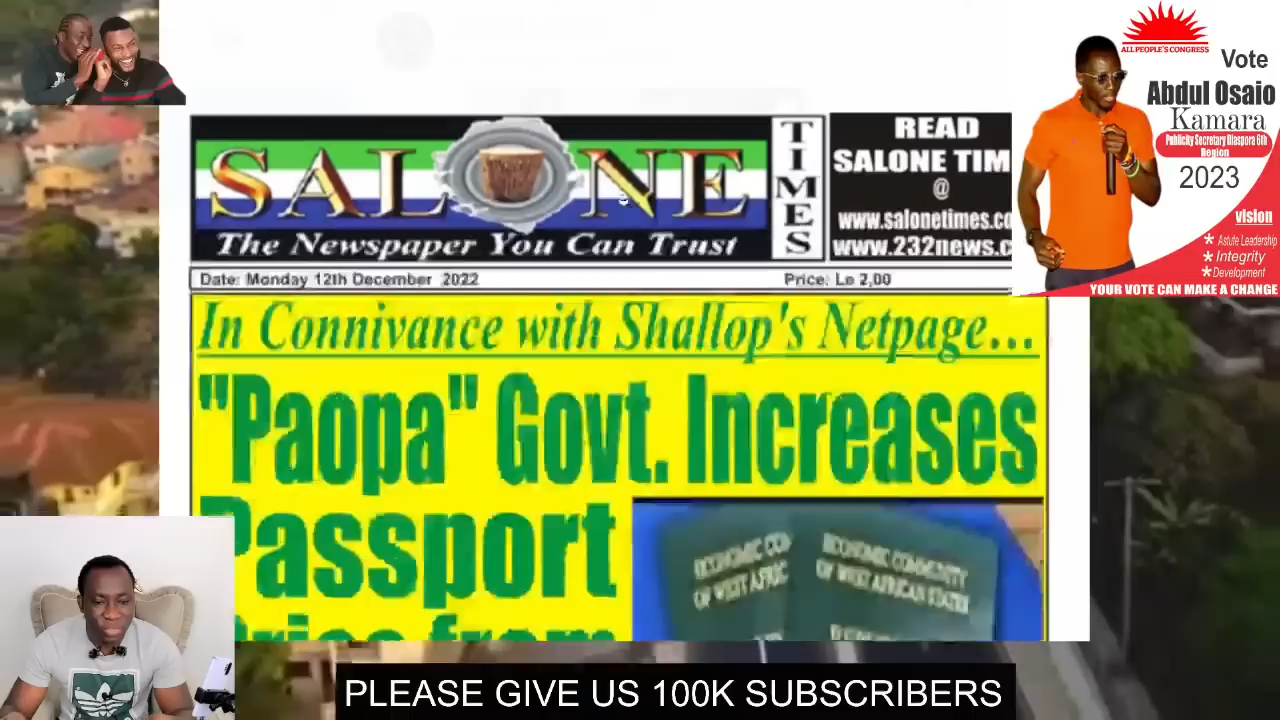 SALONE
TIMES
The Newspaper You Can Trust
READ
SALONE TIM
@
www.salonetimes.co
www.232news.c
Date: Monday 12th December 2022
Price: Le 2,00
In Connivance with Shallop's Netpage...
"Paopa" Govt. Increases
Passport
Price from
ECONOMIC COMMUNITY
OF WEST AFRICAN STATES
ALL PEOPLE'S CONGRESS
Vote
Abdul Osaio
Kamara
Publicity Secretary Diaspora 6th
Region
2023
vision
* Astute Leadership
* Integrity
* Development
YOUR VOTE CAN MAKE A CHANGE
PLEASE GIVE US 100K SUBSCRIBERS